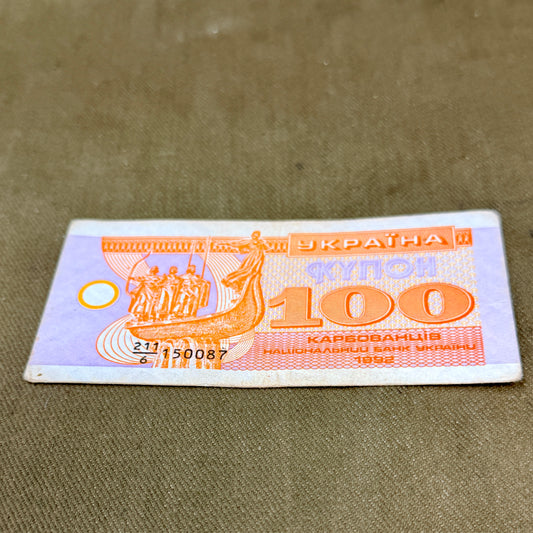 УКРАЇНА
КУПОН
100
КАРБОВАНЦІВ
НАЦІОНАЛЬНИЙ БАНК УКРАЇНИ
1992
211/6 150087